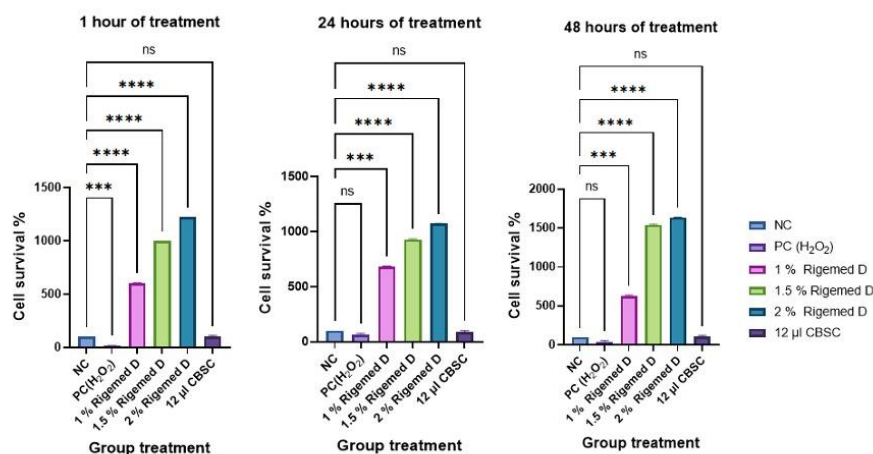 1 hour of treatment
ns
****
****
****
***
Cell survival %
1500
1000
500
0
NC
PC(H₂O₂)
1 % Rigemed D
1.5 % Rigemed D
2 % Rigemed D
12 µl CBSC
Group treatment
24 hours of treatment
ns
****
****
***
ns
Cell survival %
1500
1000
500
0
NC
PC(H₂O₂)
1 % Rigemed D
1.5 % Rigemed D
2 % Rigemed D
12 µl CBSC
Group treatment
48 hours of treatment
ns
****
****
***
ns
Cell survival %
2000
1500
1000
500
0
NC
PC (H₂O₂)
1 % Rigemed D
1.5 % Rigemed D
2 % Rigemed D
12 µl CBSC
Group treatment
NC
PC (H₂O₂)
1 % Rigemed D
1.5 % Rigemed D
2 % Rigemed D
12 µl CBSC